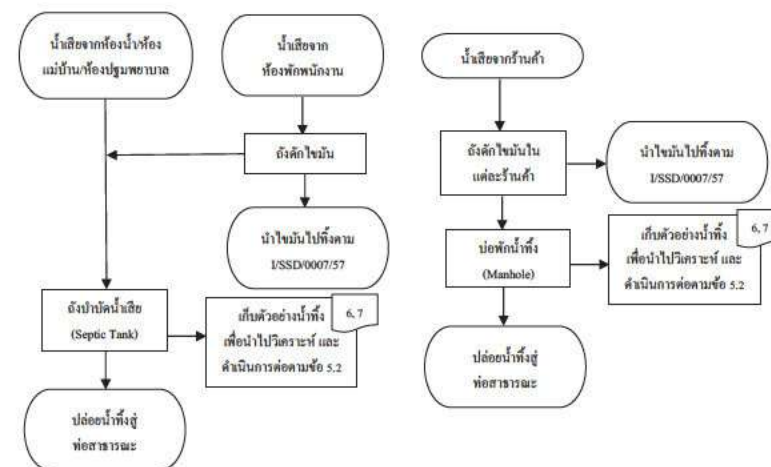 น้ำเสียจากห้องน้ำ/ห้อง
แม่บ้าน/ห้องปฐมพยาบาล
น้ำเสียจาก
ห้องพักพนักงาน
ถังดักไขมัน
นำไขมันไปทิ้งตาม
I/SSD/0007/57
ถังบำบัดน้ำเสีย
(Septic Tank)
เก็บตัวอย่างน้ำทิ้ง
เพื่อนำไปวิเคราะห์ และ
ดำเนินการต่อตามข้อ 5.2
6, 7
ปล่อยน้ำทิ้งสู่
ท่อสาธารณะ
น้ำเสียจากร้านค้า
ถังดักไขมันใน
แต่ละร้านค้า
นำไขมันไปทิ้งตาม
I/SSD/0007/57
บ่อพักน้ำทิ้ง
(Manhole)
เก็บตัวอย่างน้ำทิ้ง
เพื่อนำไปวิเคราะห์ และ
ดำเนินการต่อตามข้อ 5.2
6, 7
ปล่อยน้ำทิ้งสู่
ท่อสาธารณะ